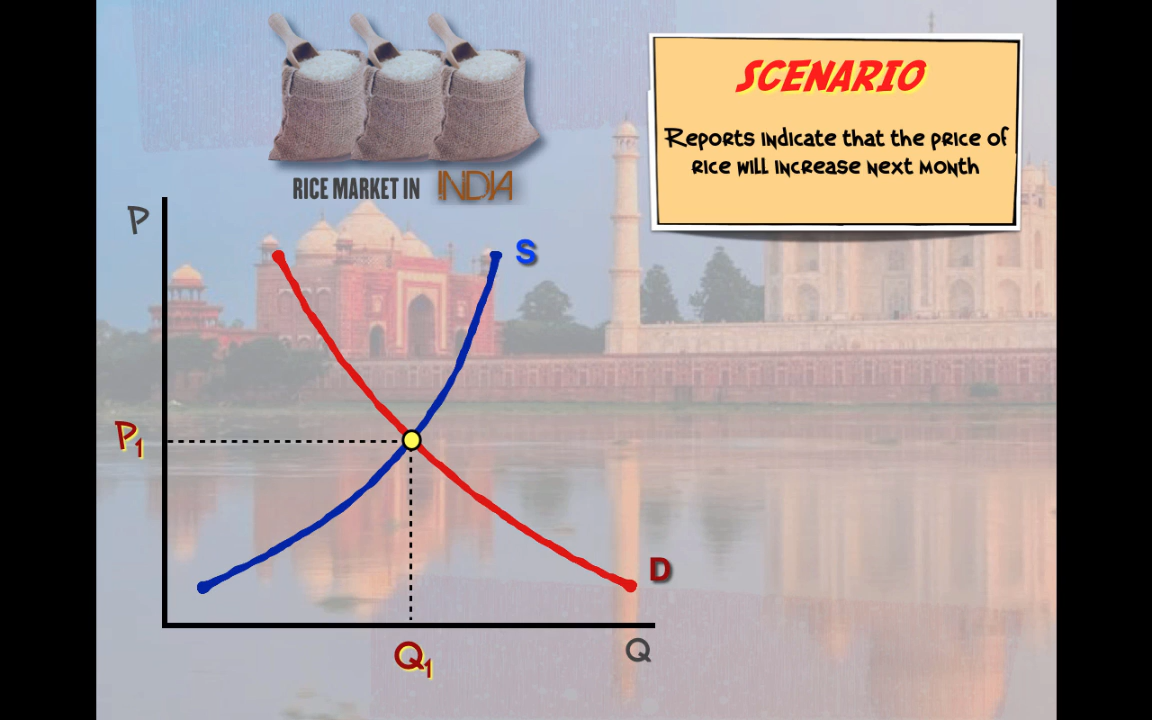 RICE MARKET IN INDIA
SCENARIO
Reports indicate that the price of
rice will increase next month
P
S
P1
D
Q1
Q